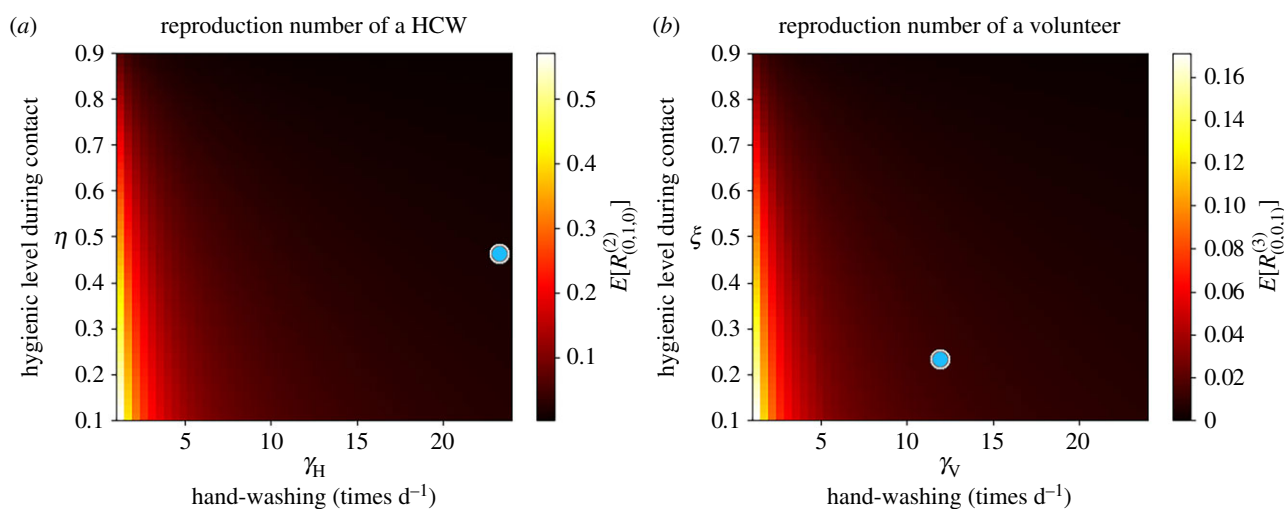 (a) reproduction number of a HCW
0.9
0.8
0.7
0.6
0.5
0.4
0.3
0.2
0.1
hygienic level during contact
η
5 10 15 20
γH
hand-washing (times d–1)
0.5
0.4
0.3
0.2
0.1
E[R(0,1,0)(2)]
(b) reproduction number of a volunteer
0.9
0.8
0.7
0.6
0.5
0.4
0.3
0.2
0.1
hygienic level during contact
ξ
5 10 15 20
γV
hand-washing (times d–1)
0.16
0.14
0.12
0.10
0.08
0.06
0.04
0.02
0
E[R(0,0,1)(3)]